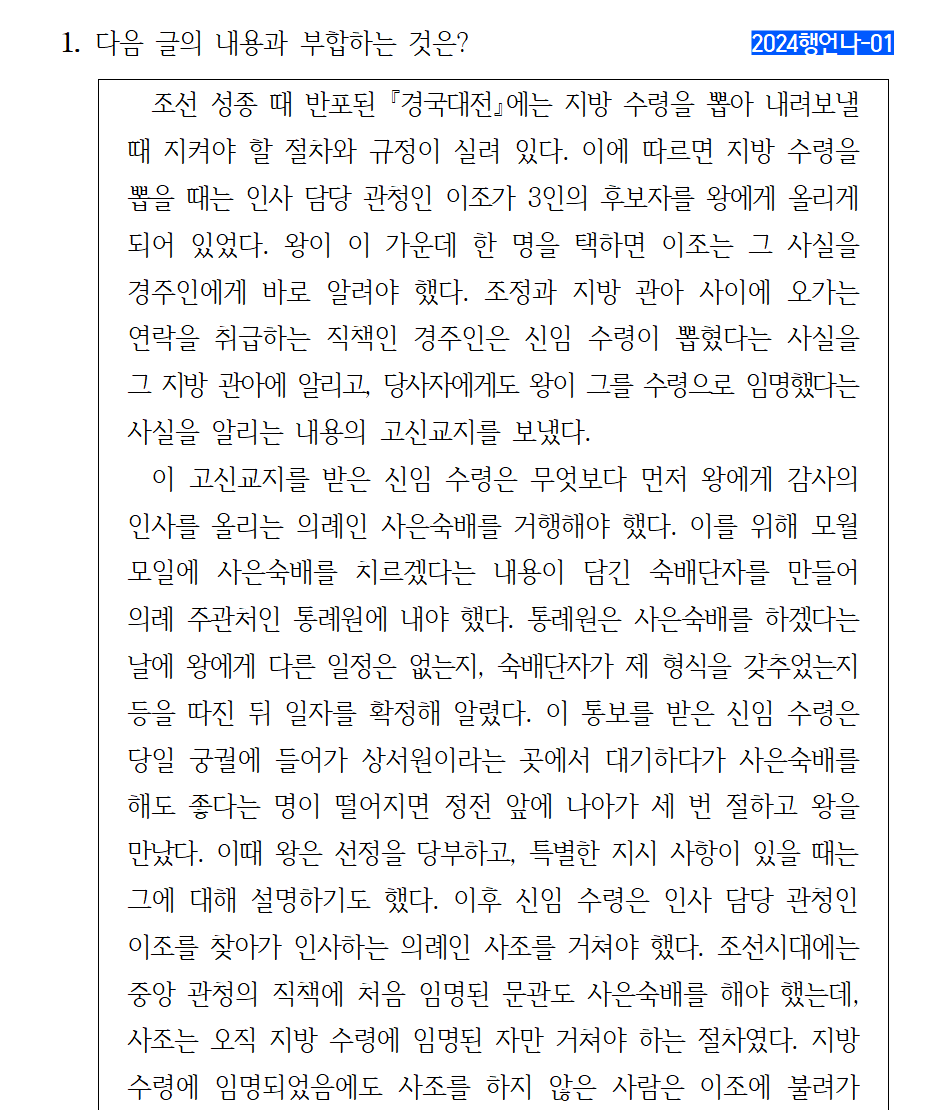 1. 다음 글의 내용과 부합하는 것은? 2024행언나-01
조선 성종 때 반포된 『경국대전』에는 지방 수령을 뽑아 내려보낼
때 지켜야 할 절차와 규정이 실려 있다. 이에 따르면 지방 수령을
뽑을 때는 인사 담당 관청인 이조가 3인의 후보자를 왕에게 올리게
되어 있었다. 왕이 이 가운데 한 명을 택하면 이조는 그 사실을
경주인에게 바로 알려야 했다. 조정과 지방 관아 사이에 오가는
연락을 취급하는 직책인 경주인은 신임 수령이 뽑혔다는 사실을
그 지방 관아에 알리고, 당사자에게도 왕이 그를 수령으로 임명했다는
사실을 알리는 내용의 고신교지를 보냈다.
이 고신교지를 받은 신임 수령은 무엇보다 먼저 왕에게 감사의
인사를 올리는 의례인 사은숙배를 거행해야 했다. 이를 위해 모월
모일에 사은숙배를 치르겠다는 내용이 담긴 숙배단자를 만들어
의례 주관처인 통례원에 내야 했다. 통례원은 사은숙배를 하겠다는
날에 왕에게 다른 일정은 없는지, 숙배단자가 제 형식을 갖추었는지
등을 따진 뒤 일자를 확정해 알렸다. 이 통보를 받은 신임 수령은
당일 궁궐에 들어가 상서원이라는 곳에서 대기하다가 사은숙배를
해도 좋다는 명이 떨어지면 정전 앞에 나아가 세 번 절하고 왕을
만났다. 이때 왕은 선정을 당부하고, 특별한 지시 사항이 있을 때는
그에 대해 설명하기도 했다. 이후 신임 수령은 인사 담당 관청인
이조를 찾아가 인사하는 의례인 사조를 거쳐야 했다. 조선시대에는
중앙 관청의 직책에 처음 임명된 문관도 사은숙배를 해야 했는데,
사조는 오직 지방 수령에 임명된 자만 거쳐야 하는 절차였다. 지방
수령에 임명되었음에도 사조를 하지 않은 사람은 이조에 불려가